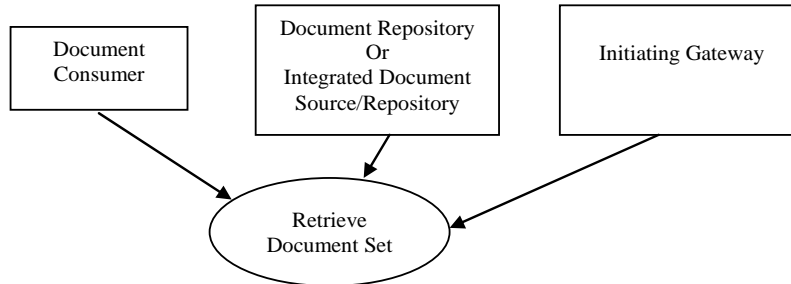 Document
Consumer
Document Repository
Or
Integrated Document
Source/Repository
Initiating Gateway
Retrieve
Document Set